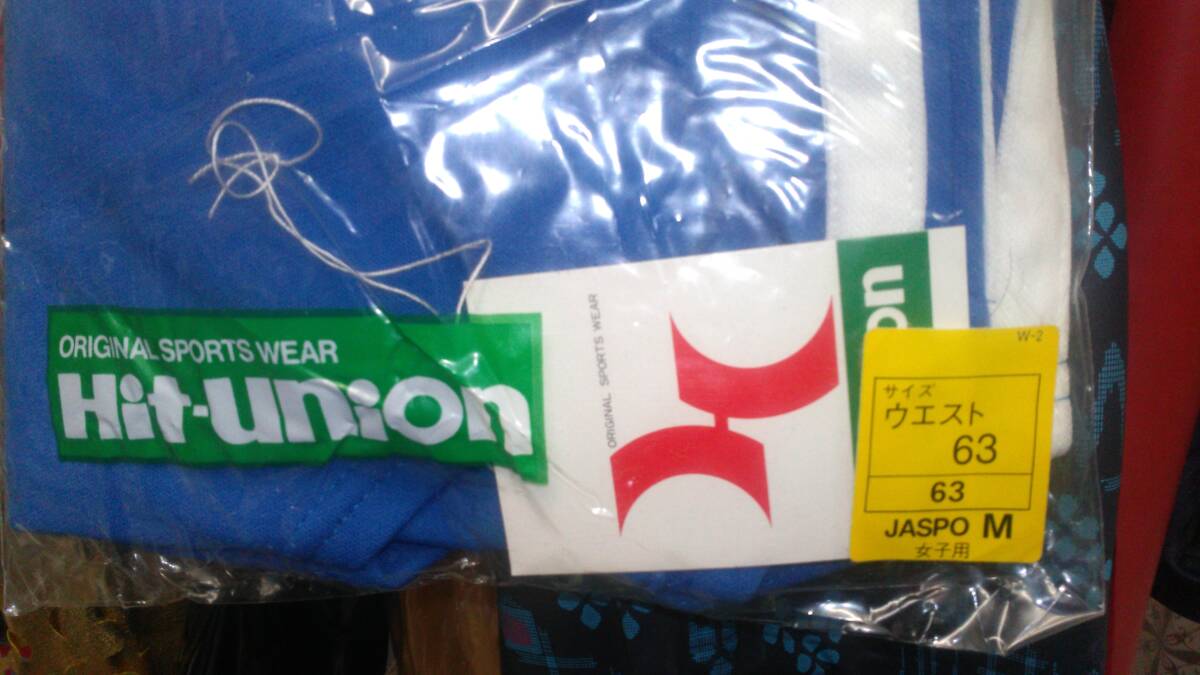 ORIGINAL SPORTS WEAR
Hit-union
ORIGINAL SPORTS WEAR
on
W-2
サイズ
ウエスト
63
63
JASPO M
女子用